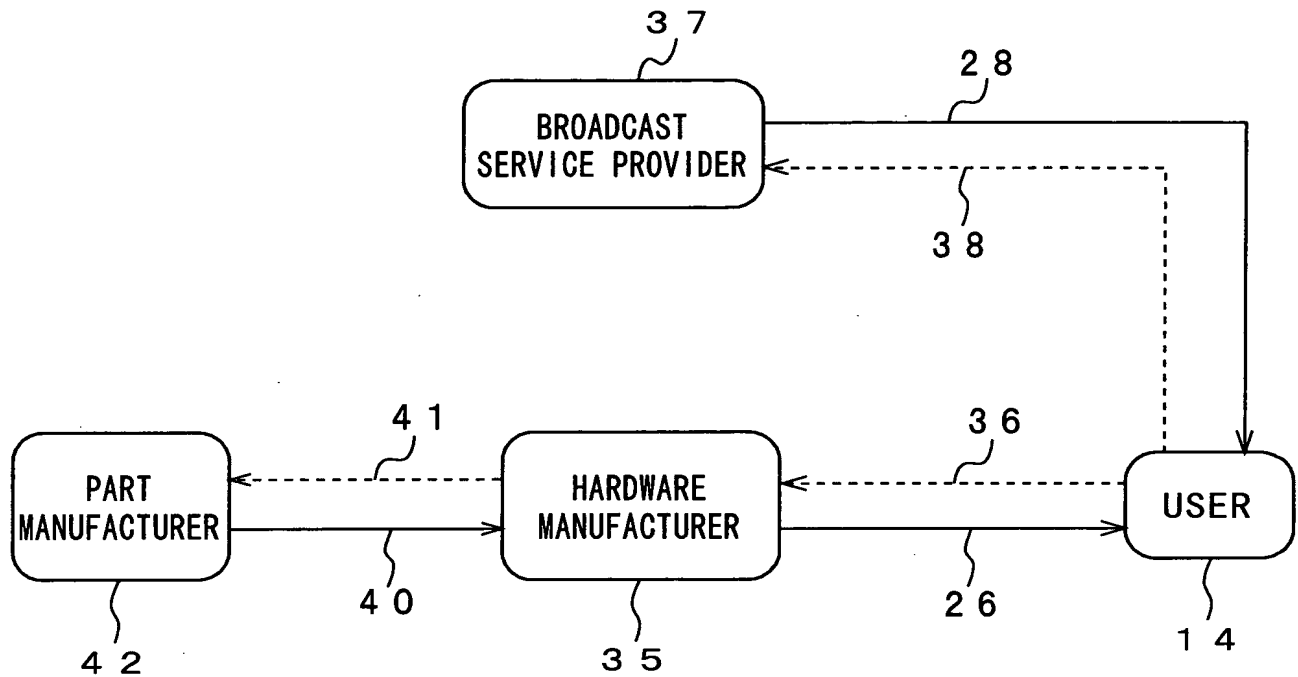 37
28
BROADCAST
SERVICE PROVIDER
38
41
36
PART
MANUFACTURER
HARDWARE
MANUFACTURER
USER
40
26
14
42
35